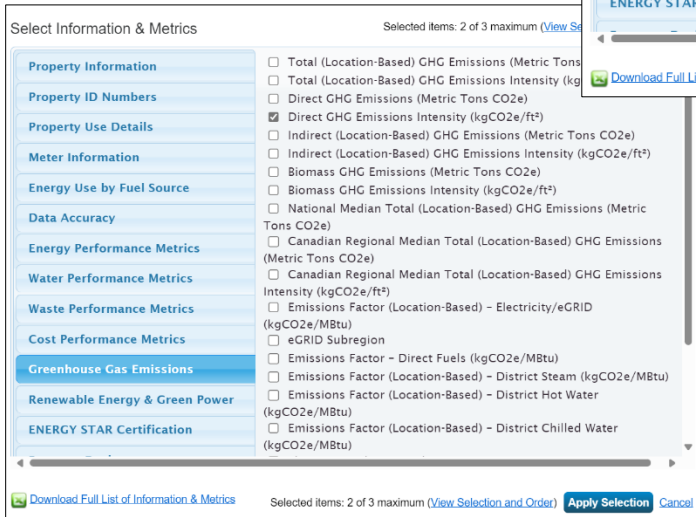 Select Information & Metrics
Selected items: 2 of 3 maximum (View Se
ENERGY STAR
Download Full Li
Property Information
Property ID Numbers
Property Use Details
Meter Information
Energy Use by Fuel Source
Data Accuracy
Energy Performance Metrics
Water Performance Metrics
Waste Performance Metrics
Cost Performance Metrics
Greenhouse Gas Emissions
Renewable Energy & Green Power
ENERGY STAR Certification
Total (Location-Based) GHG Emissions (Metric Tons
Total (Location-Based) GHG Emissions Intensity (kg
Direct GHG Emissions (Metric Tons CO2e)
Direct GHG Emissions Intensity (kgCO2e/ft²)
Indirect (Location-Based) GHG Emissions (Metric Tons CO2e)
Indirect (Location-Based) GHG Emissions Intensity (kgCO2e/ft²)
Biomass GHG Emissions (Metric Tons CO2e)
Biomass GHG Emissions Intensity (kgCO2e/ft²)
National Median Total (Location-Based) GHG Emissions (Metric
Tons CO2e)
Canadian Regional Median Total (Location-Based) GHG Emissions
(Metric Tons CO2e)
Canadian Regional Median Total (Location-Based) GHG Emissions
Intensity (kgCO2e/ft²)
Emissions Factor (Location-Based) – Electricity/eGRID
(kgCO2e/MBtu)
eGRID Subregion
Emissions Factor – Direct Fuels (kgCO2e/MBtu)
Emissions Factor (Location-Based) – District Steam (kgCO2e/MBtu)
Emissions Factor (Location-Based) – District Hot Water
(kgCO2e/MBtu)
Emissions Factor (Location-Based) – District Chilled Water
(kgCO2e/MBtu)
Download Full List of Information & Metrics
Selected items: 2 of 3 maximum (View Selection and Order)
Apply Selection
Cancel